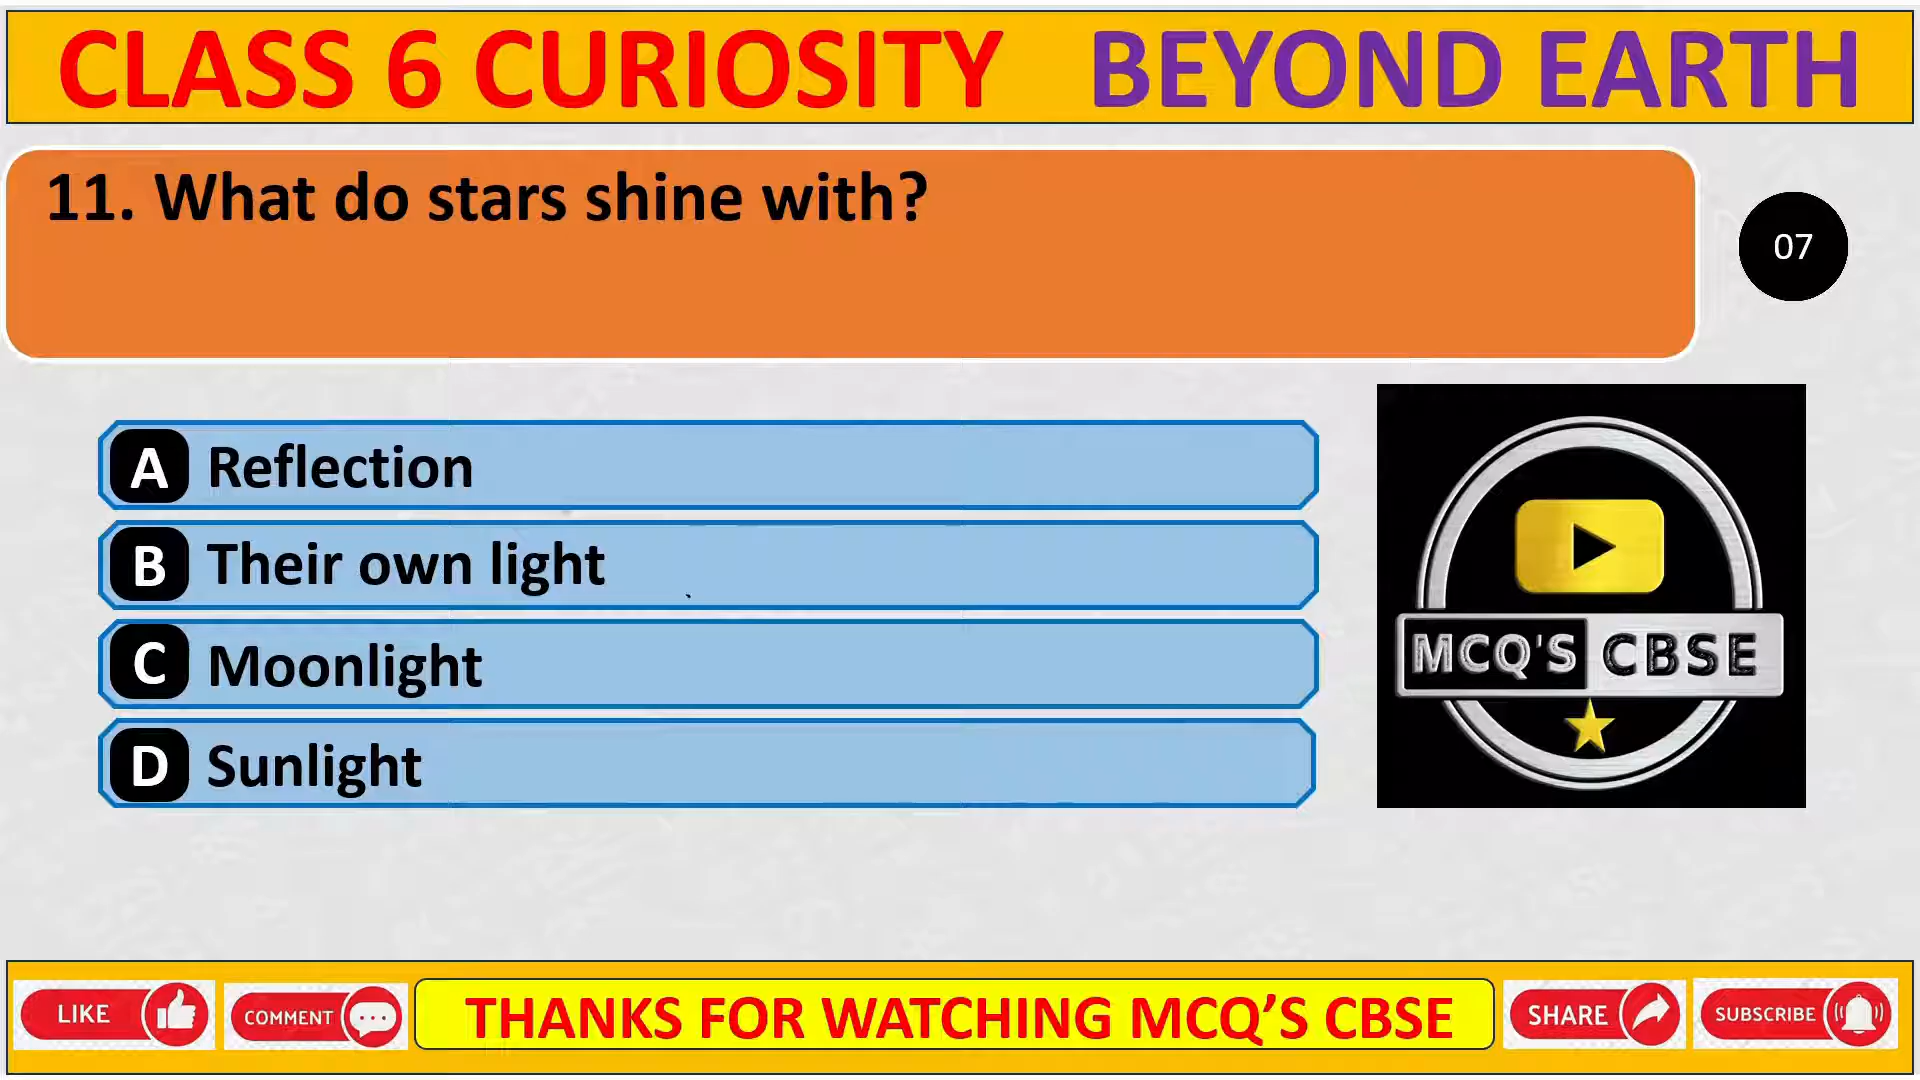 CLASS 6 CURIOSITY BEYOND EARTH
11. What do stars shine with?
07
A Reflection
B Their own light
C Moonlight
D Sunlight
MCQ'S CBSE
LIKE
COMMENT
THANKS FOR WATCHING MCQ’S CBSE
SHARE
SUBSCRIBE